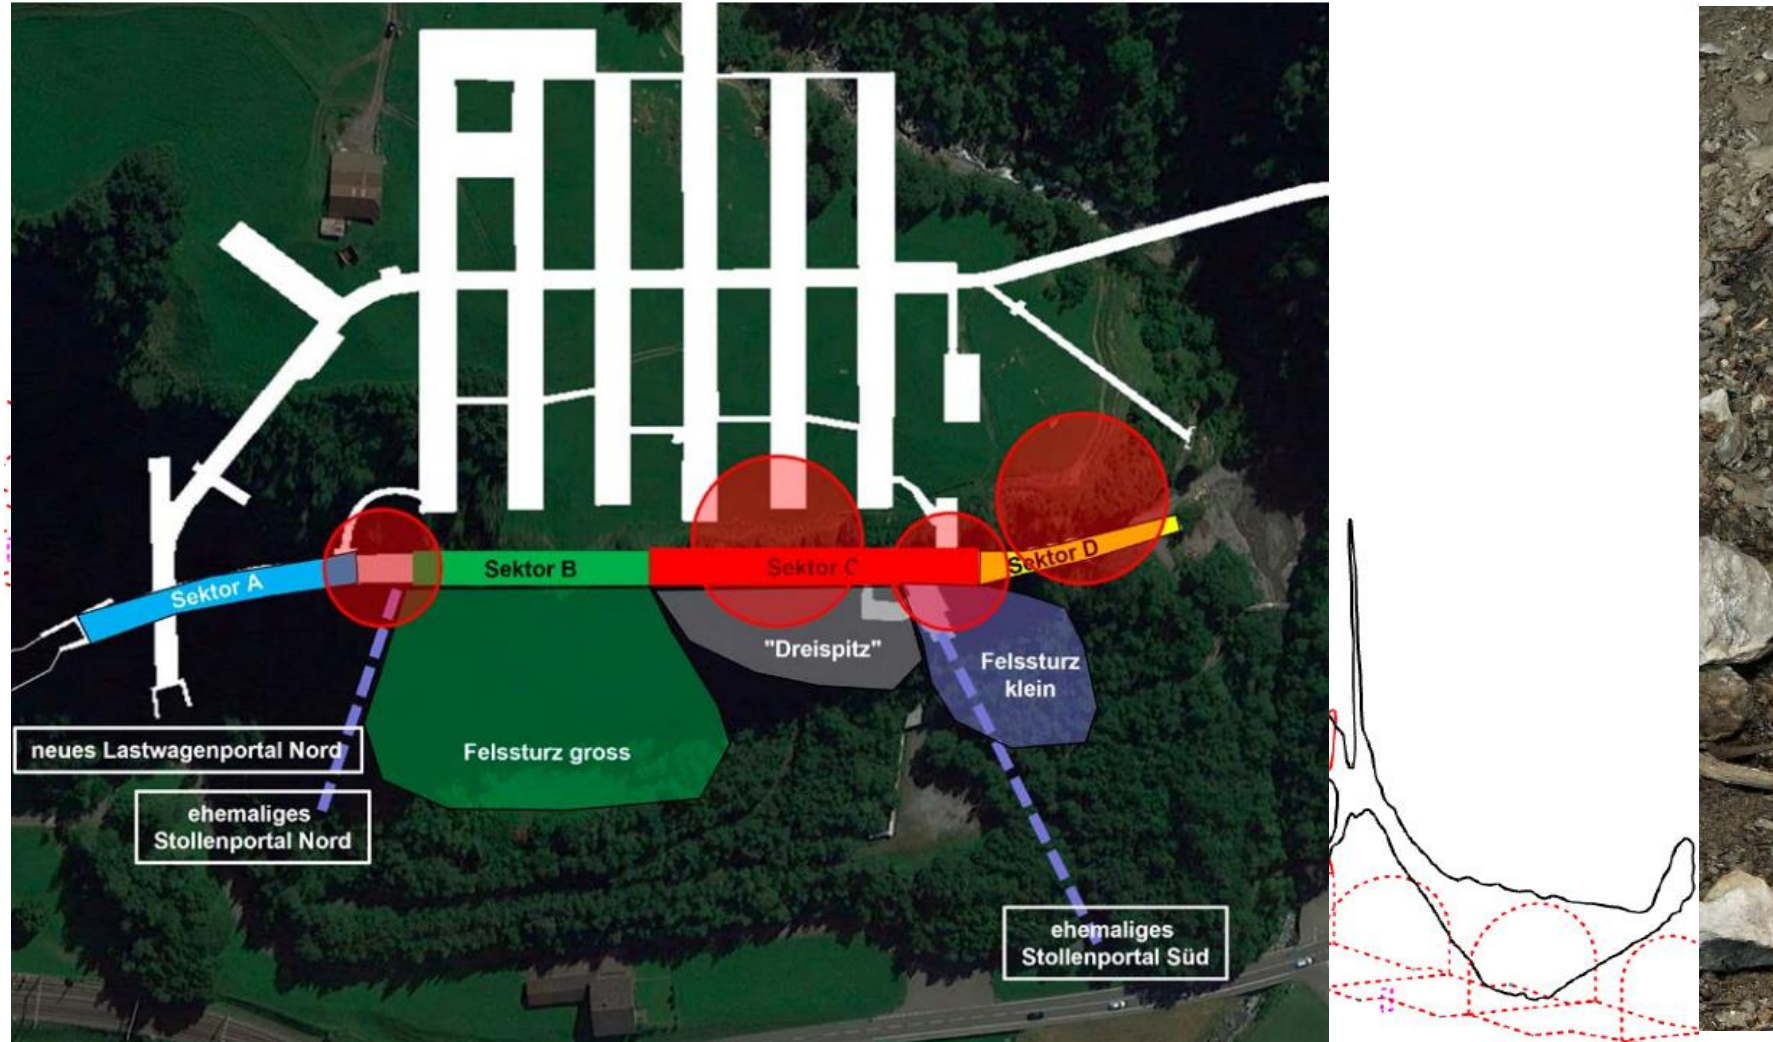 Sektor A
Sektor B
Sektor C
Sektor D
"Dreispitz"
Felssturz
klein
Felssturz gross
neues Lastwagenportal Nord
ehemaliges
Stollenportal Nord
ehemaliges
Stollenportal Süd